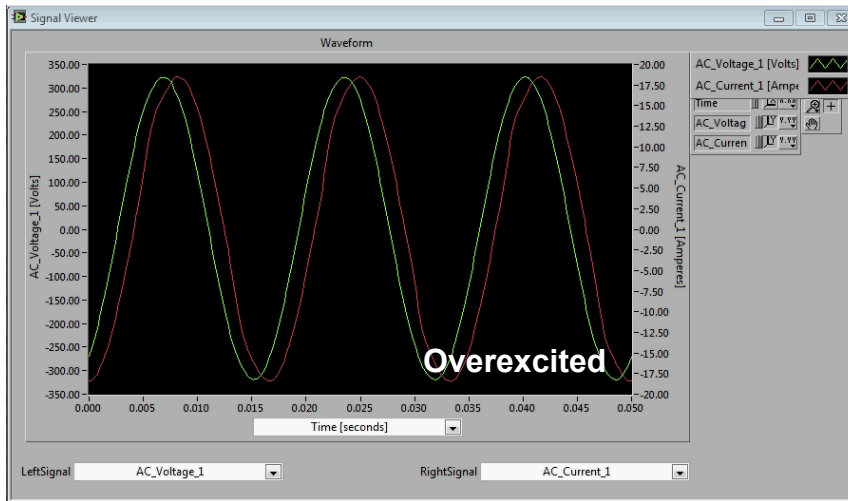 Signal Viewer
Waveform
350.00
300.00
250.00
200.00
150.00
100.00
50.00
0.00
-50.00
-100.00
-150.00
-200.00
-250.00
-300.00
-350.00
AC_Voltage_1 [Volts]
20.00
17.50
15.00
12.50
10.00
7.50
5.00
2.50
0.00
-2.50
-5.00
-7.50
-10.00
-12.50
-15.00
-17.50
-20.00
AC_Current_1 [Amperes]
AC_Voltage_1 [Volts]
AC_Current_1 [Ampe
Time
AC_Voltag
AC_Curren
Overexcited
0.000 0.005 0.010 0.015 0.020 0.025 0.030 0.035 0.040 0.045 0.050
Time [seconds]
LeftSignal AC_Voltage_1 RightSignal AC_Current_1